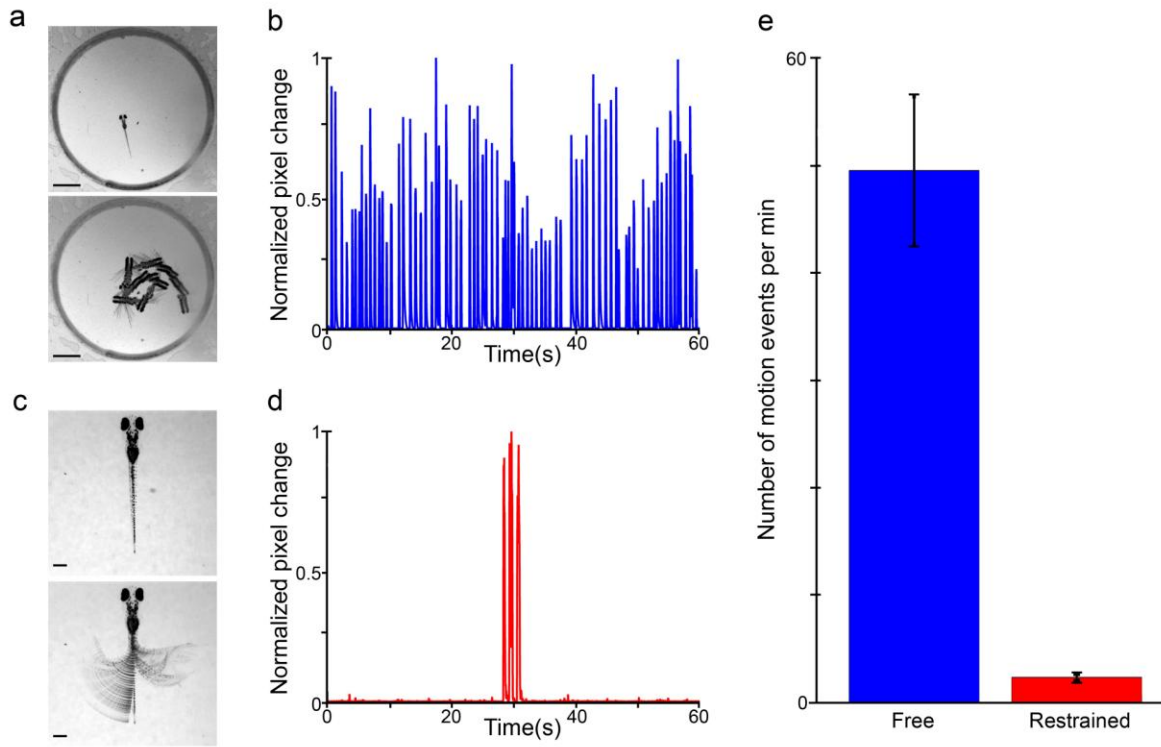 a
b
Normalized pixel change
1
0.5
0
0
20
40
60
Time(s)
c
d
Normalized pixel change
1
0.5
0
0
20
40
60
Time(s)
e
Number of motion events per min
60
0
Free
Restrained